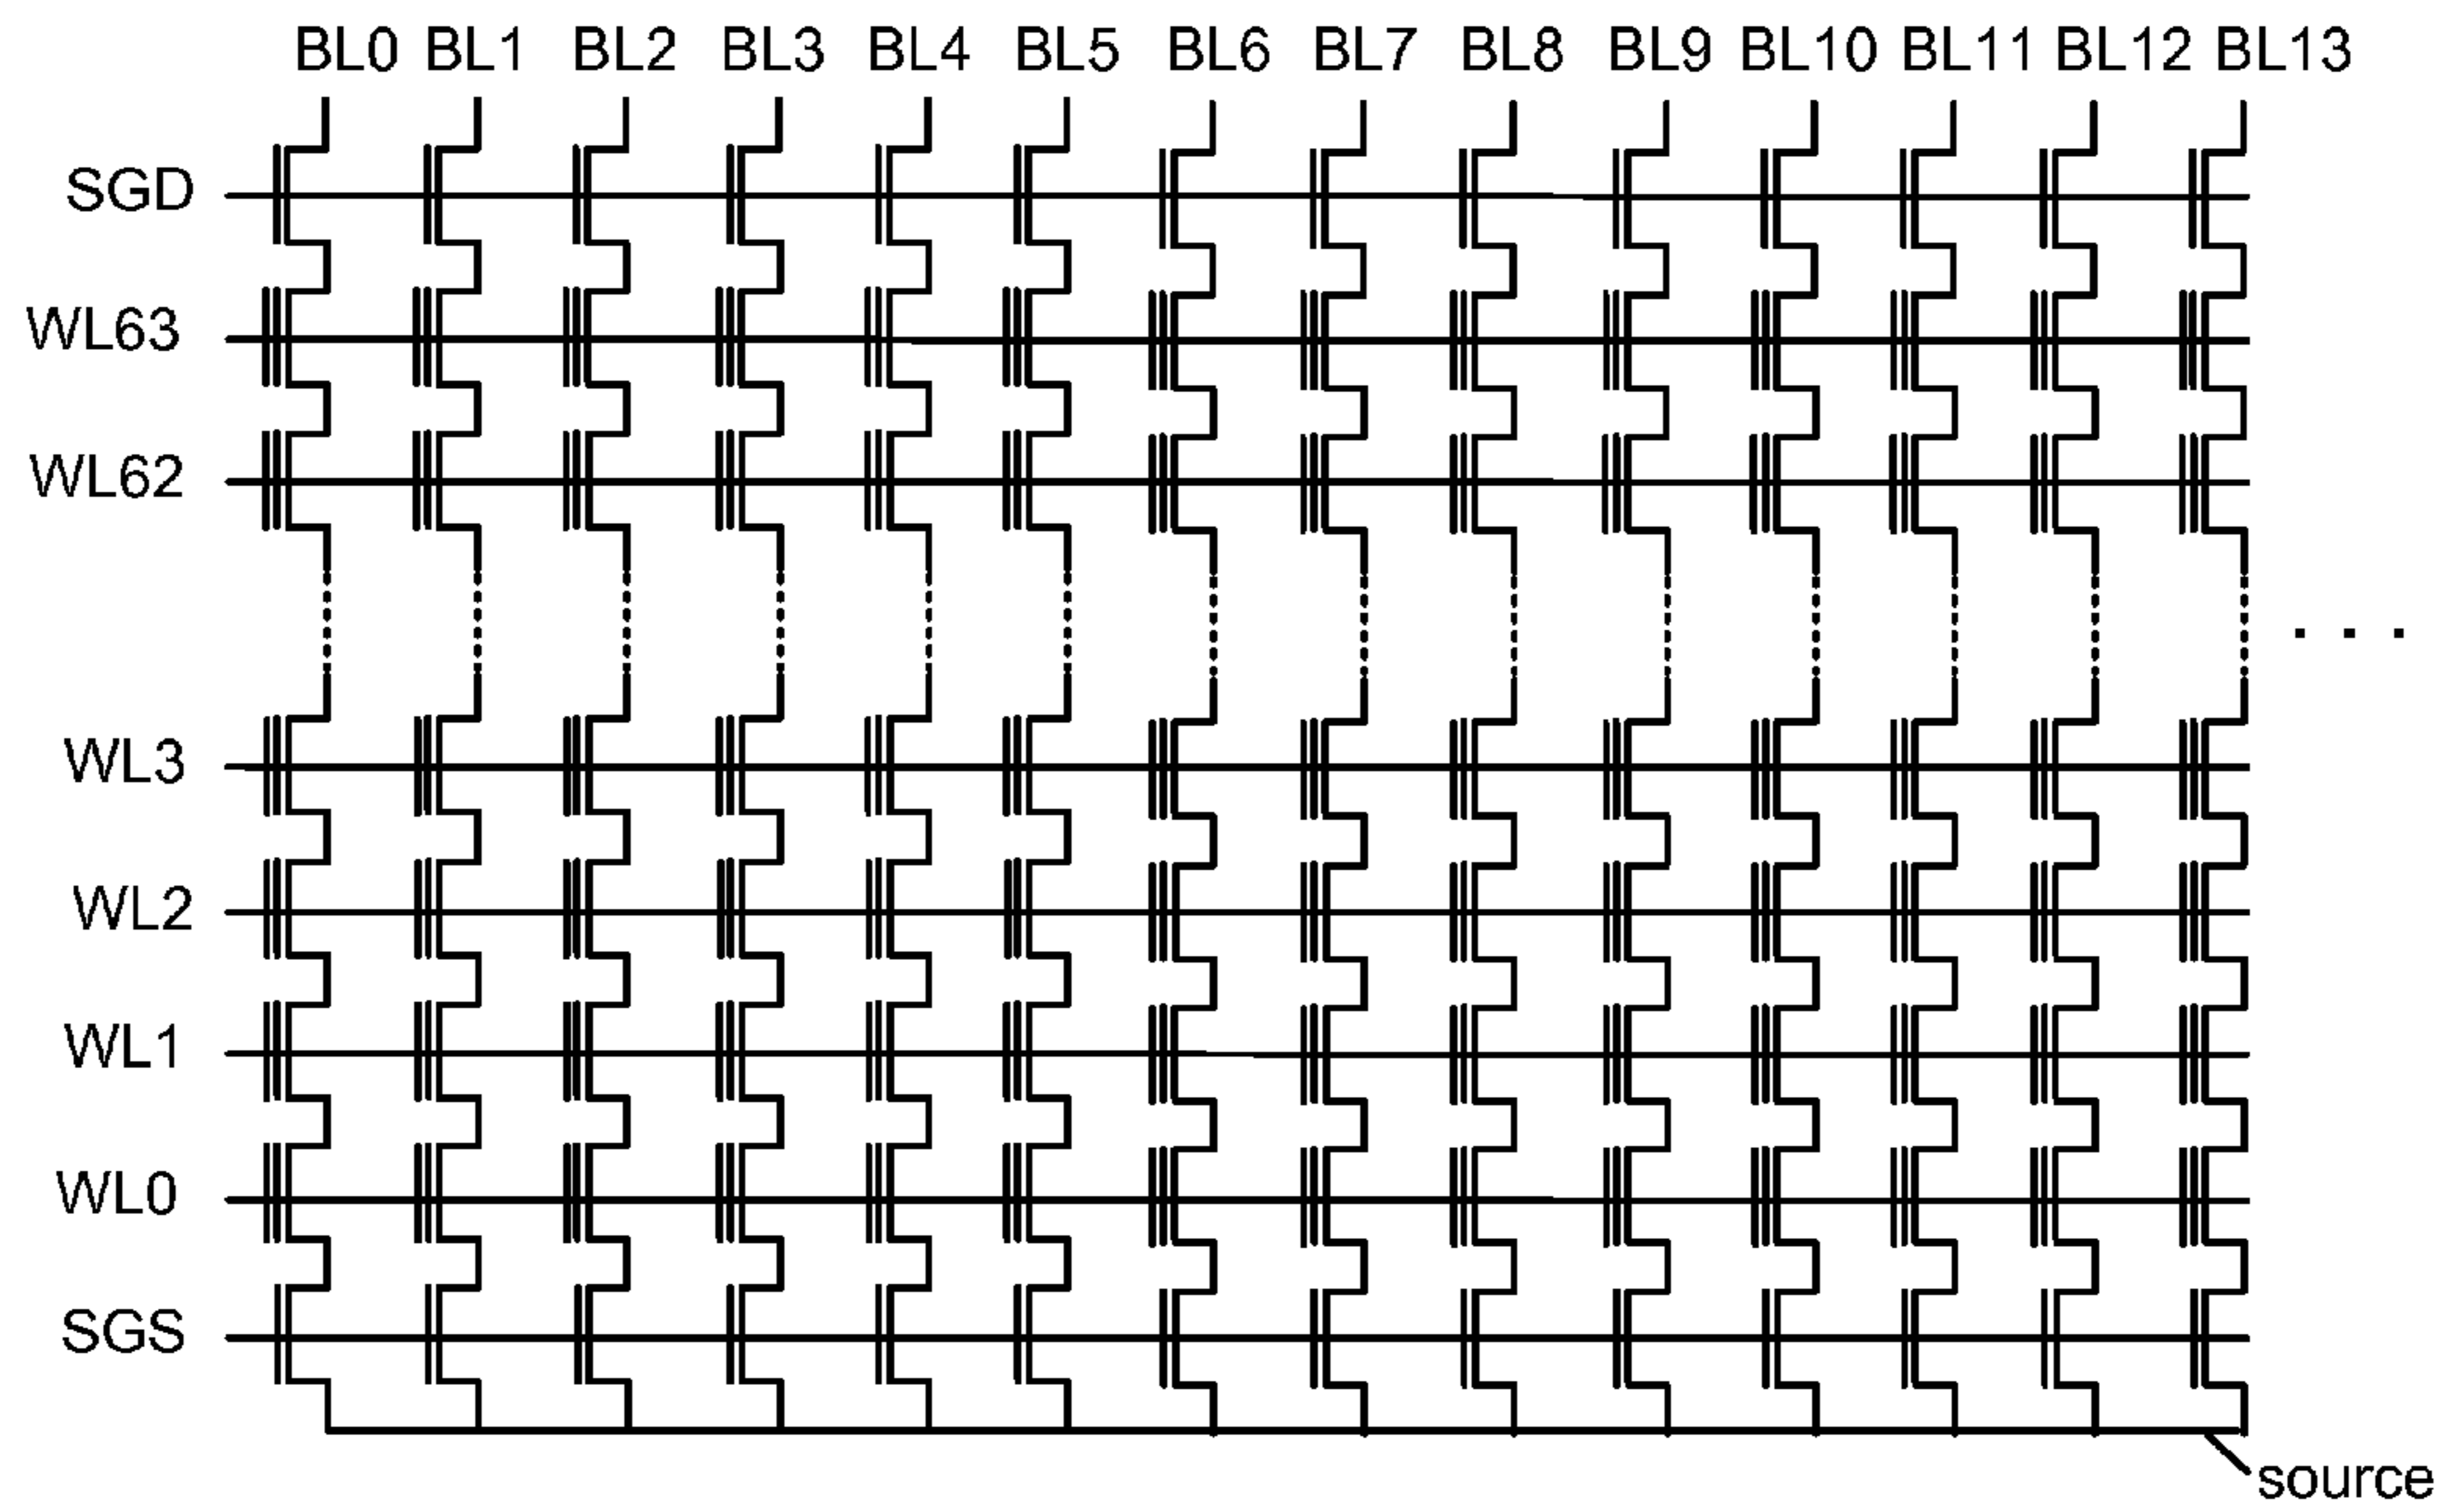 BL0 BL1 BL2 BL3 BL4 BL5 BL6 BL7 BL8 BL9 BL10 BL11 BL12 BL13
SGD
WL63
WL62
. . .
WL3
WL2
WL1
WL0
SGS
source